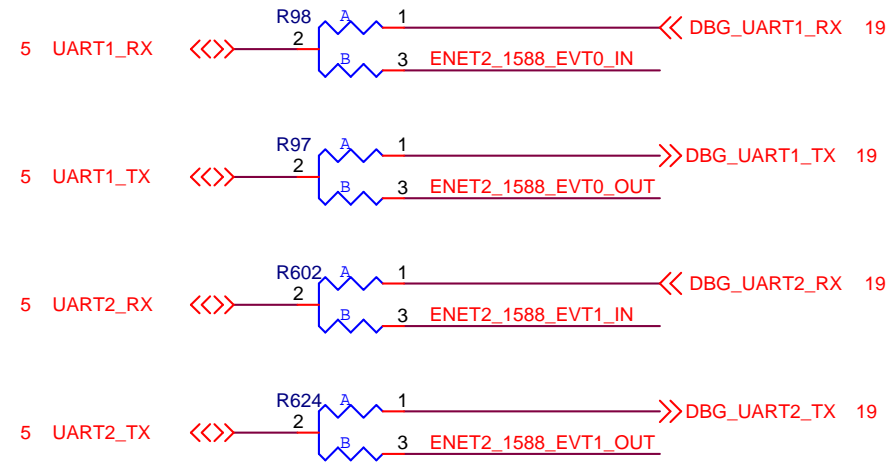 R98 A 1 DBG_UART1_RX 19
5 UART1_RX 2
B 3 ENET2_1588_EVT0_IN
R97 A 1 DBG_UART1_TX 19
5 UART1_TX 2
B 3 ENET2_1588_EVT0_OUT
R602 A 1 DBG_UART2_RX 19
5 UART2_RX 2
B 3 ENET2_1588_EVT1_IN
R624 A 1 DBG_UART2_TX 19
5 UART2_TX 2
B 3 ENET2_1588_EVT1_OUT